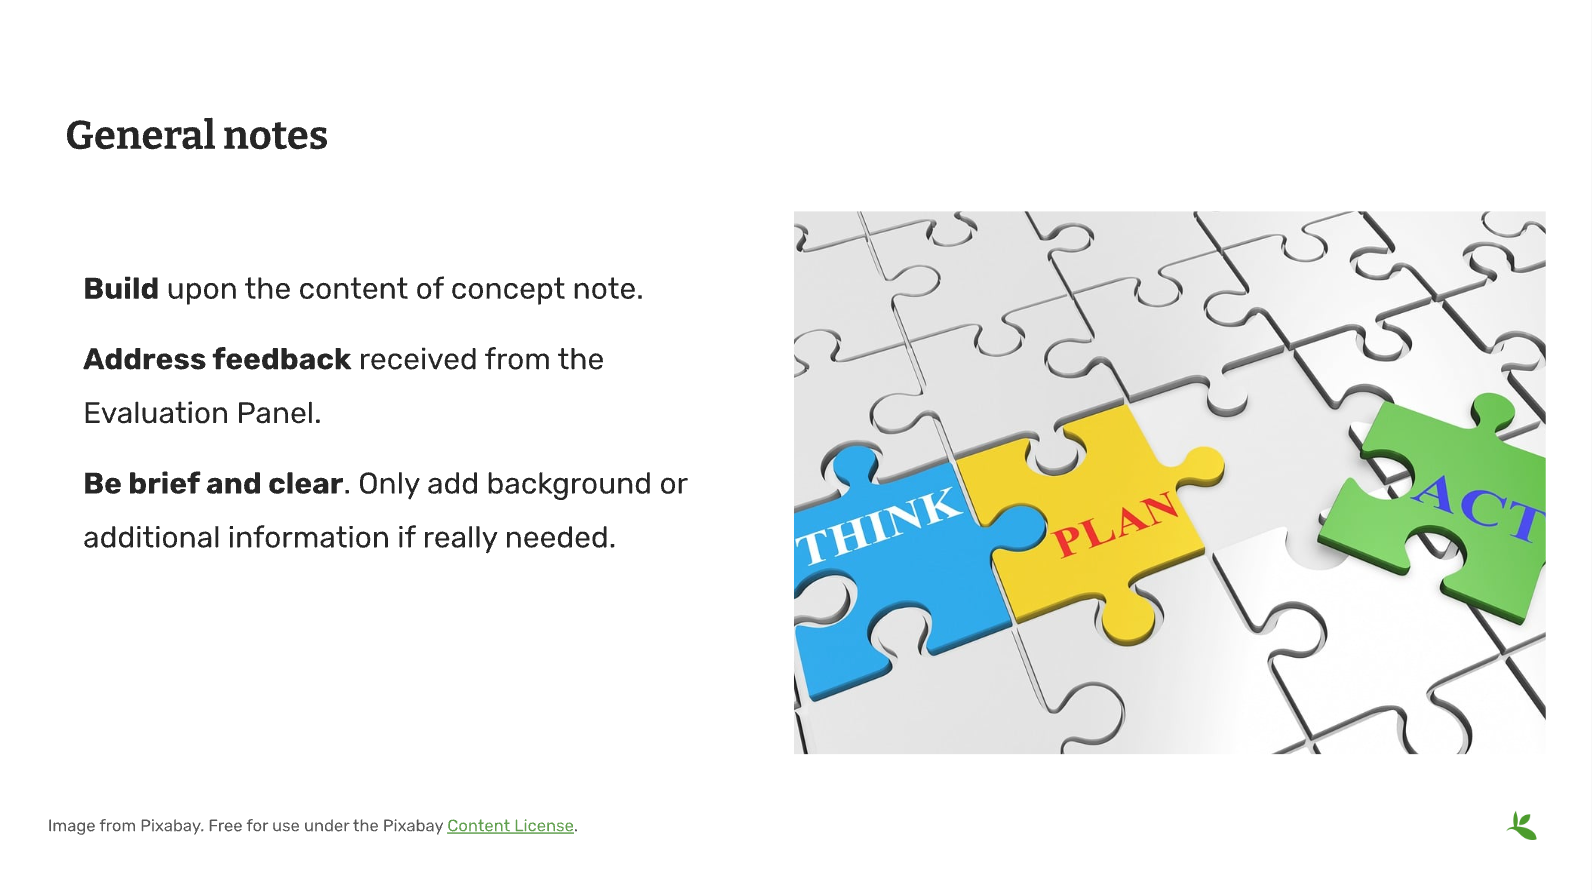 General notes
Build upon the content of concept note.
Address feedback received from the
Evaluation Panel.
Be brief and clear. Only add background or
additional information if really needed.
THINK
PLAN
ACT
Image from Pixabay. Free for use under the Pixabay Content License.